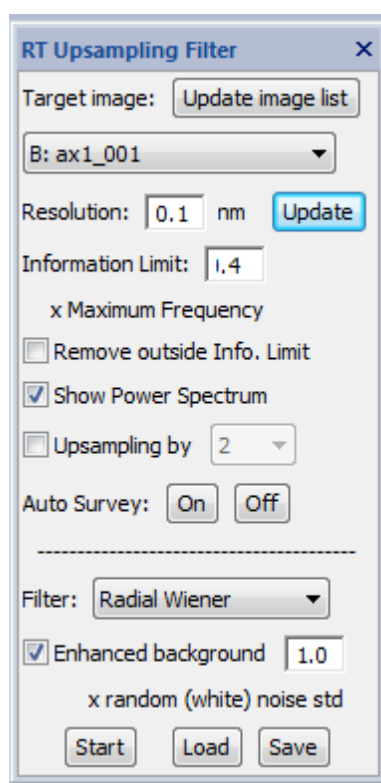 RT Upsampling Filter X
Target image: Update image list
B: ax1_001
Resolution: 0.1 nm Update
Information Limit: 0.4
x Maximum Frequency
Remove outside Info. Limit
Show Power Spectrum
Upsampling by 2
Auto Survey: On Off
----------------------------------------
Filter: Radial Wiener
Enhanced background 1.0
x random (white) noise std
Start Load Save